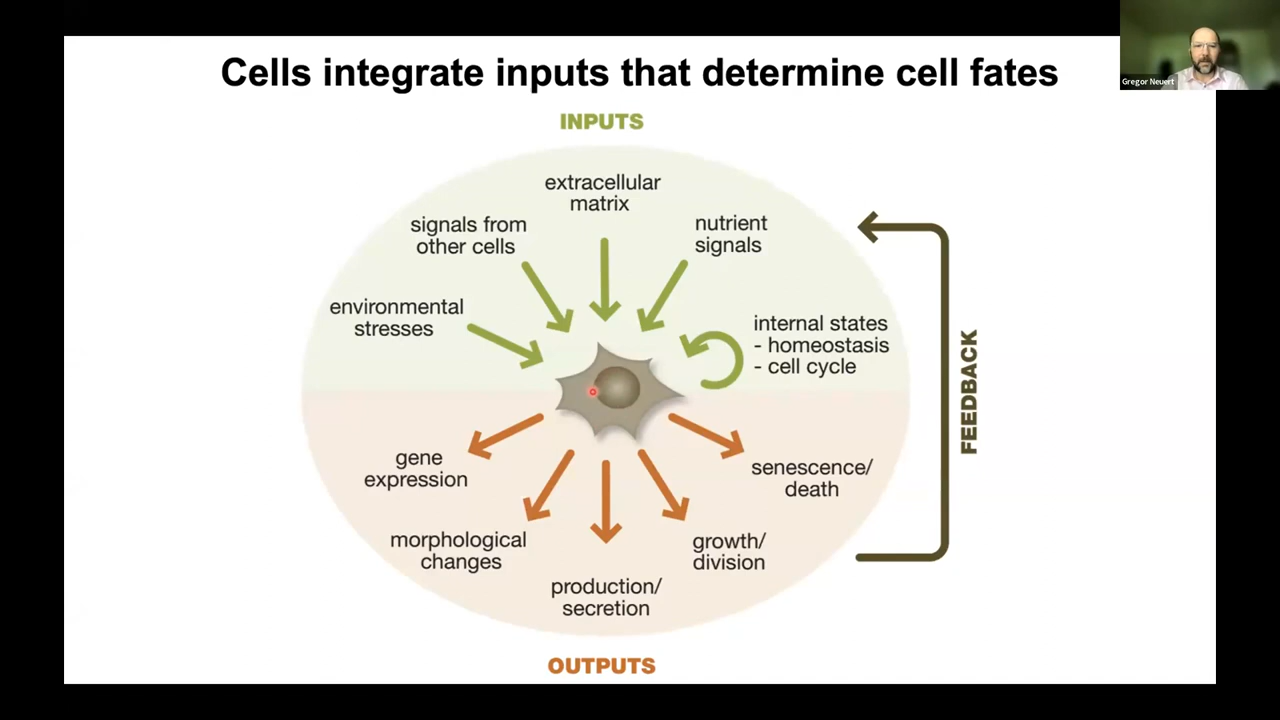 Cells integrate inputs that determine cell fates
Gregor Neuert
INPUTS
extracellular
matrix
signals from
other cells
nutrient
signals
environmental
stresses
internal states
- homeostasis
- cell cycle
FEEDBACK
gene
expression
senescence/
death
morphological
changes
growth/
division
production/
secretion
OUTPUTS